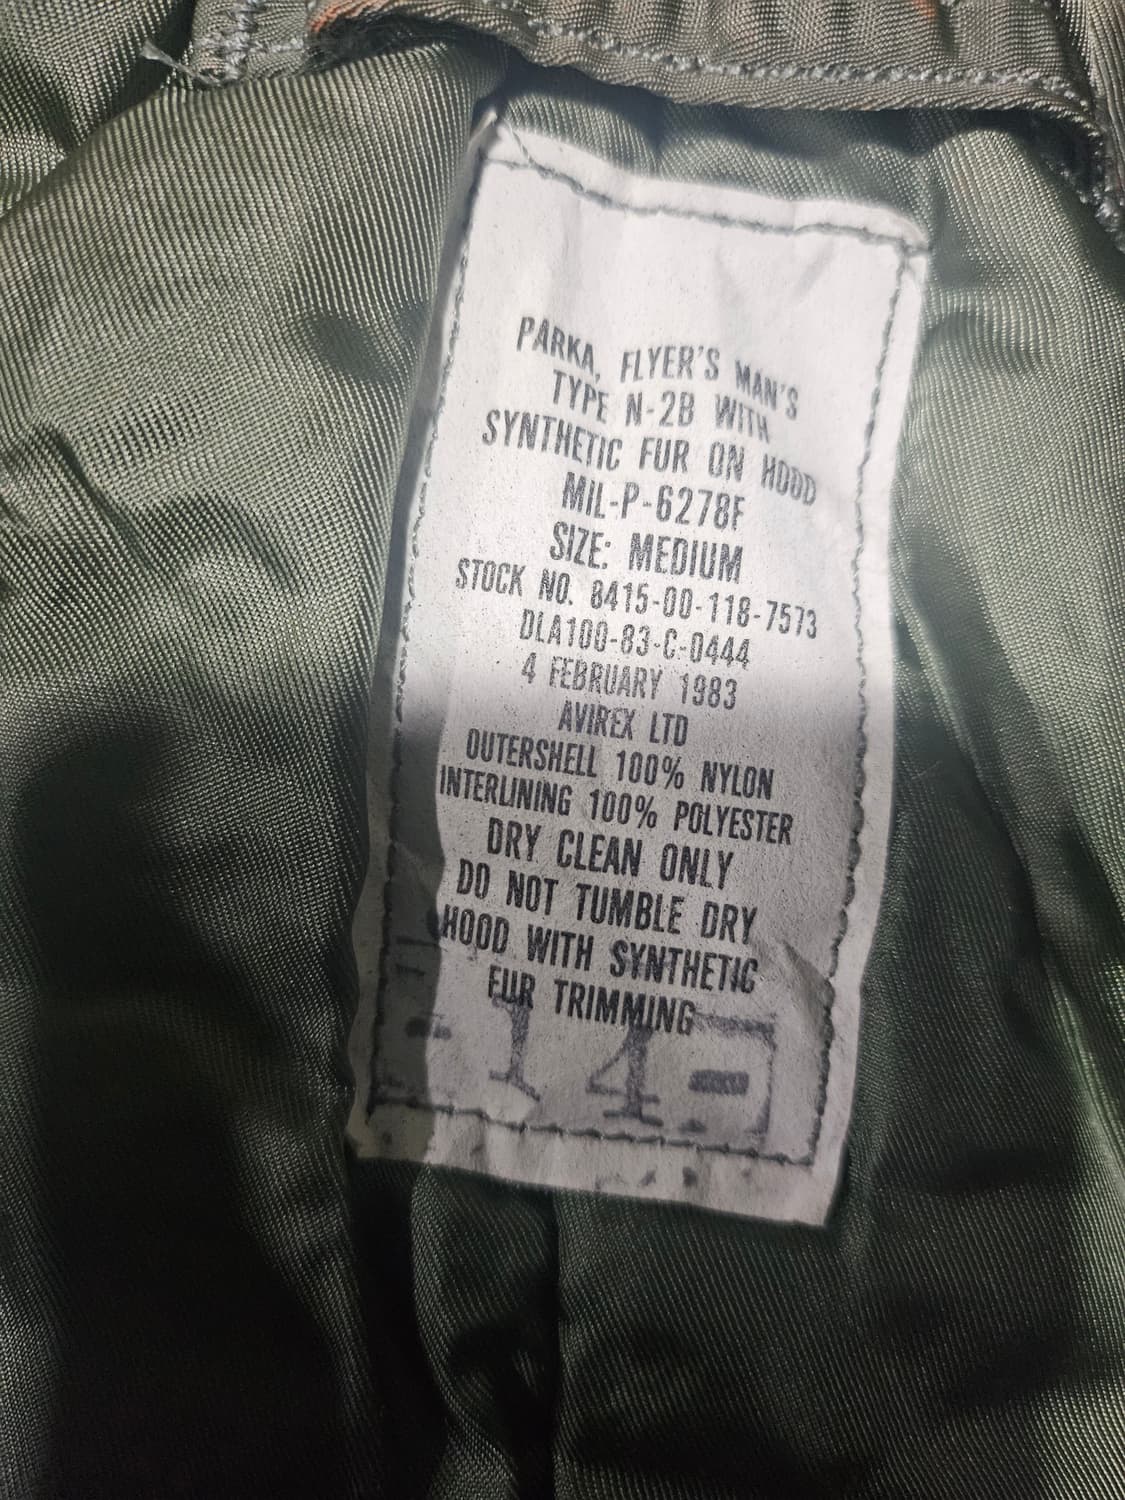 PARKA, FLYER'S MAN'S
TYPE N-2B WITH
SYNTHETIC FUR ON HOOD
MIL-P-6278F
SIZE: MEDIUM
STOCK NO. 8415-00-118-7573
DLA100-83-C-0444
4 FEBRUARY 1983
AVIREX LTD
OUTERSHELL 100% NYLON
INTERLINING 100% POLYESTER
DRY CLEAN ONLY
DO NOT TUMBLE DRY
HOOD WITH SYNTHETIC
FUR TRIMMING